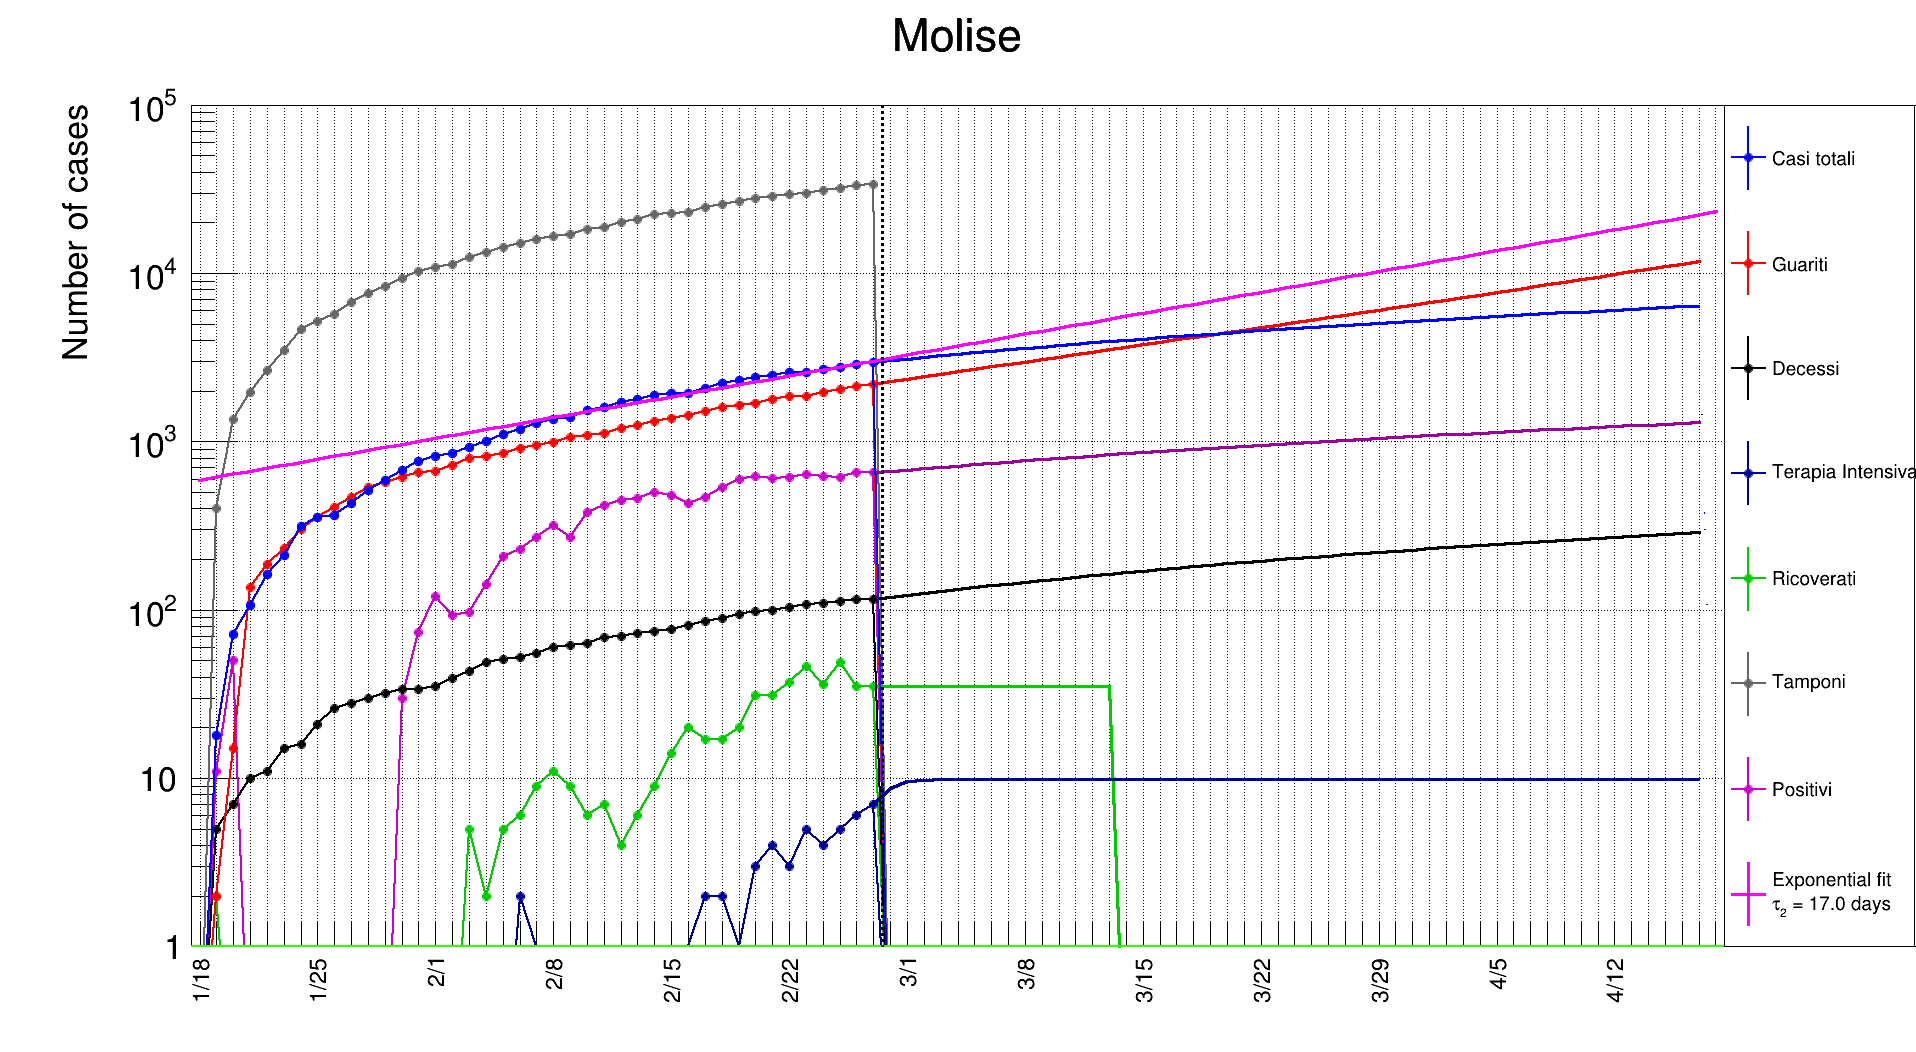 Molise
Number of cases
10^5
10^4
10^3
10^2
10
1
1/18
1/25
2/1
2/8
2/15
2/22
3/1
3/8
3/15
3/22
3/29
4/5
4/12
Casi totali
Guariti
Decessi
Terapia Intensiva
Ricoverati
Tamponi
Positivi
Exponential fit
τ₂ = 17.0 days